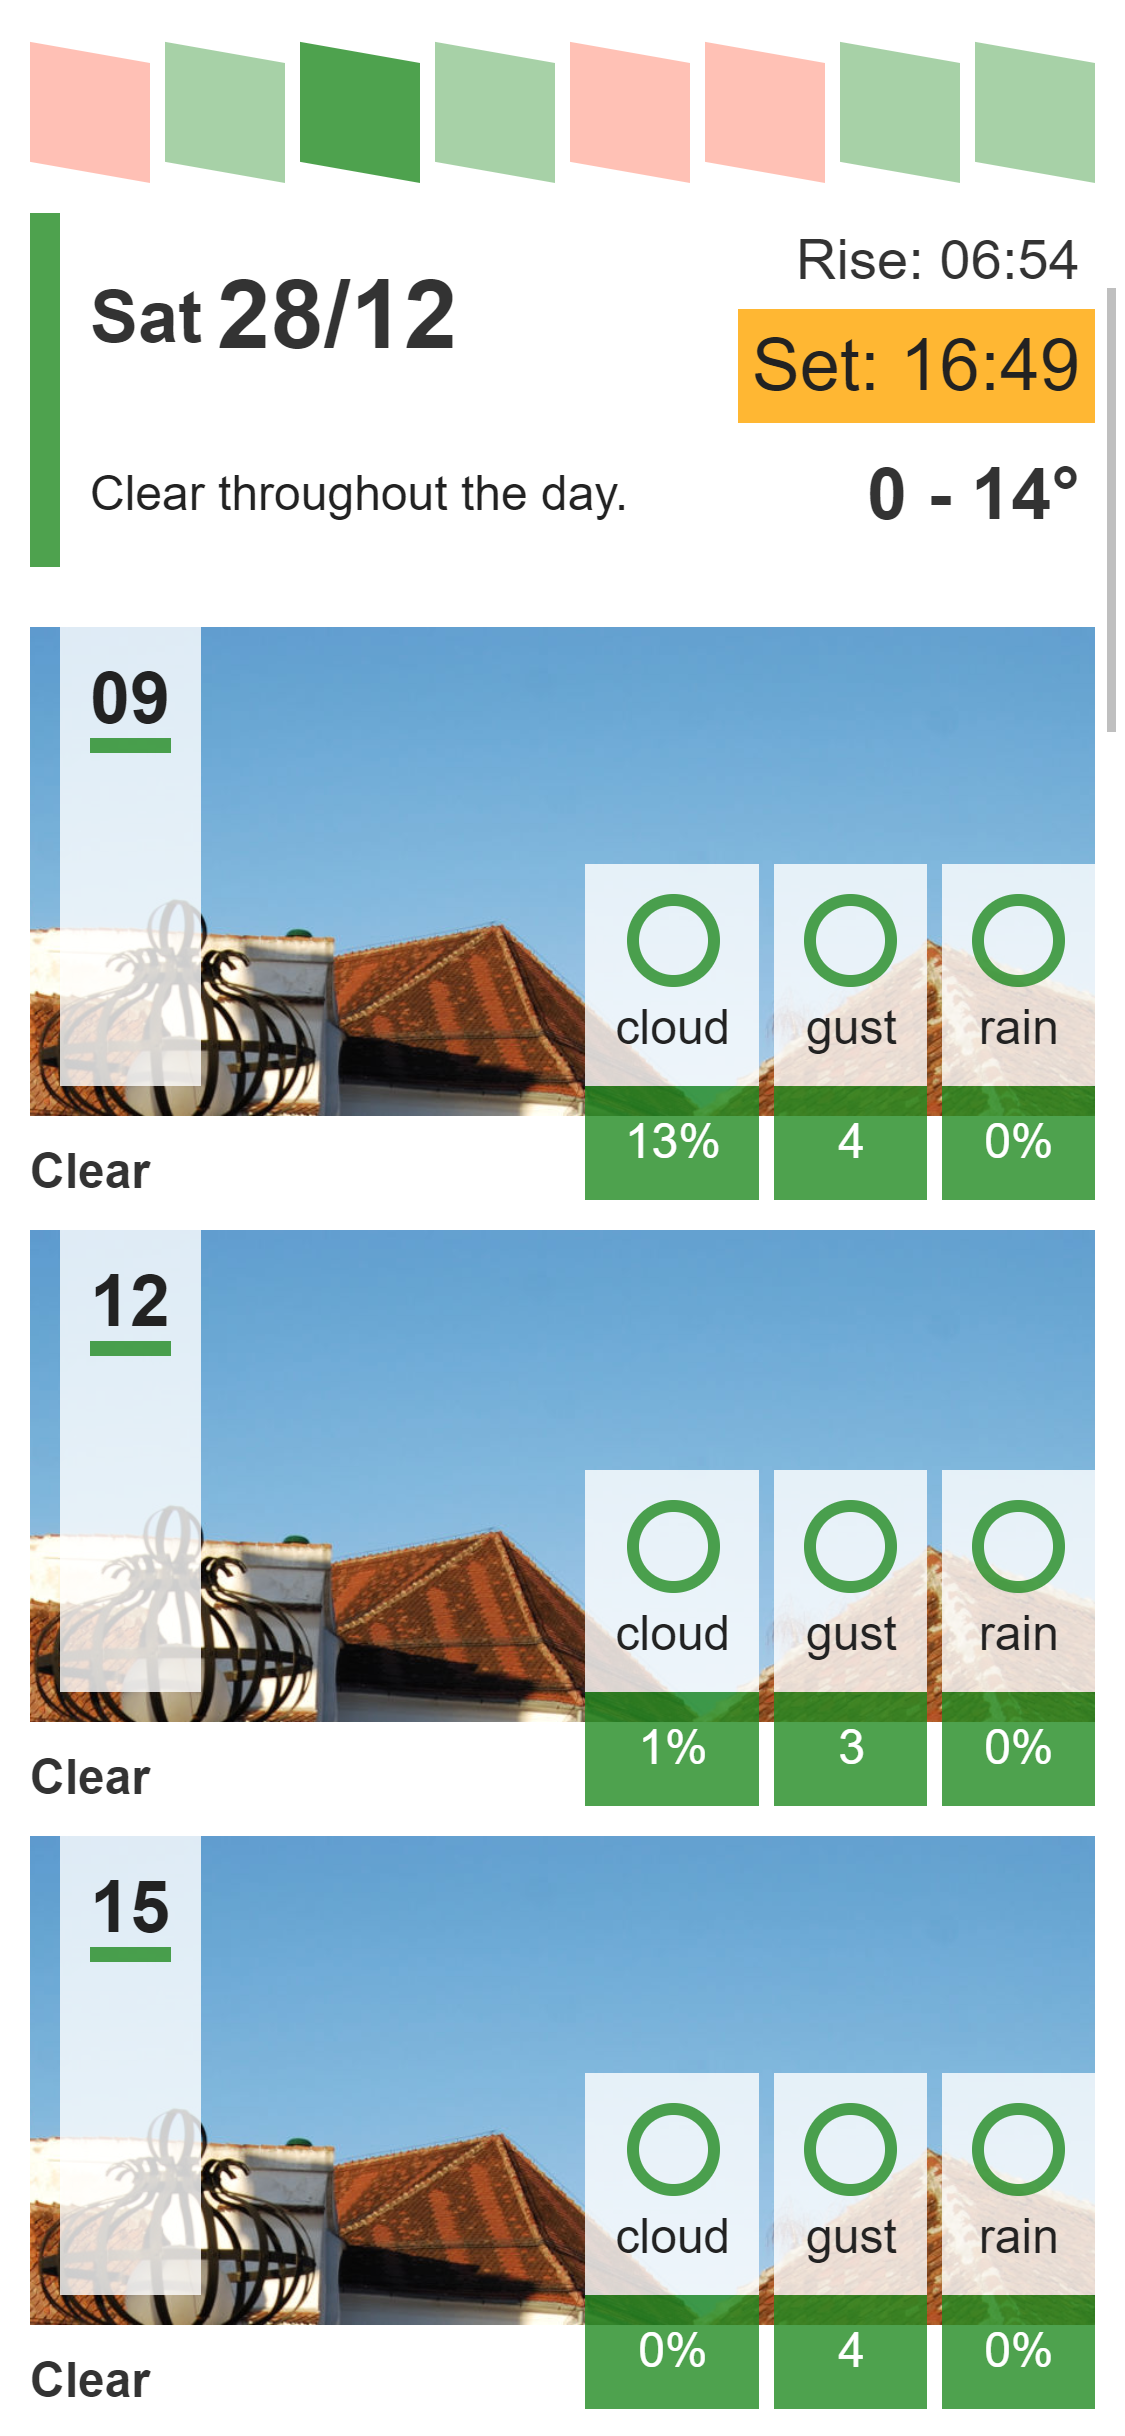 Rise: 06:54
Sat 28/12
Set: 16:49
Clear throughout the day.
0 - 14°
09
cloud gust rain
13% 4 0%
Clear
12
cloud gust rain
1% 3 0%
Clear
15
cloud gust rain
0% 4 0%
Clear